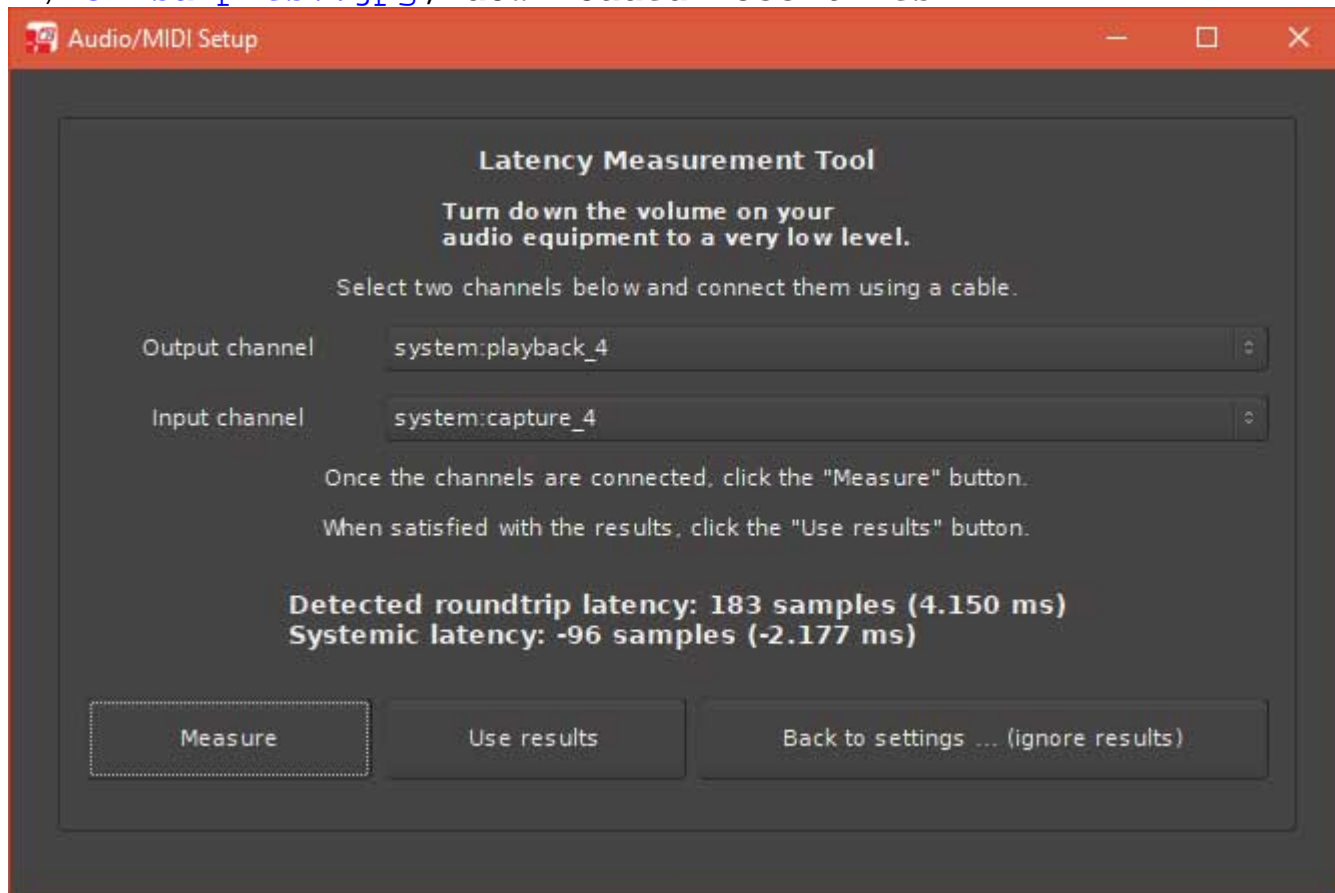 Audio/MIDI Setup
Latency Measurement Tool
Turn down the volume on your
audio equipment to a very low level.
Select two channels below and connect them using a cable.
Output channel system:playback_4
Input channel system:capture_4
Once the channels are connected, click the "Measure" button.
When satisfied with the results, click the "Use results" button.
Detected roundtrip latency: 183 samples (4.150 ms)
Systemic latency: -96 samples (-2.177 ms)
Measure Use results Back to settings ... (ignore results)